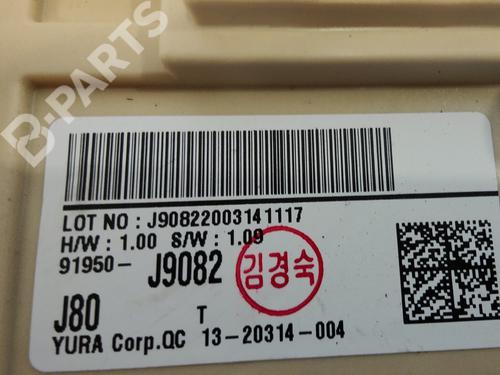 B-PARTS
LOT NO : J90822003141117
H/W : 1.00 S/W : 1.09
91950- J9082
김경숙
J80 T
YURA Corp.QC 13-20314-004